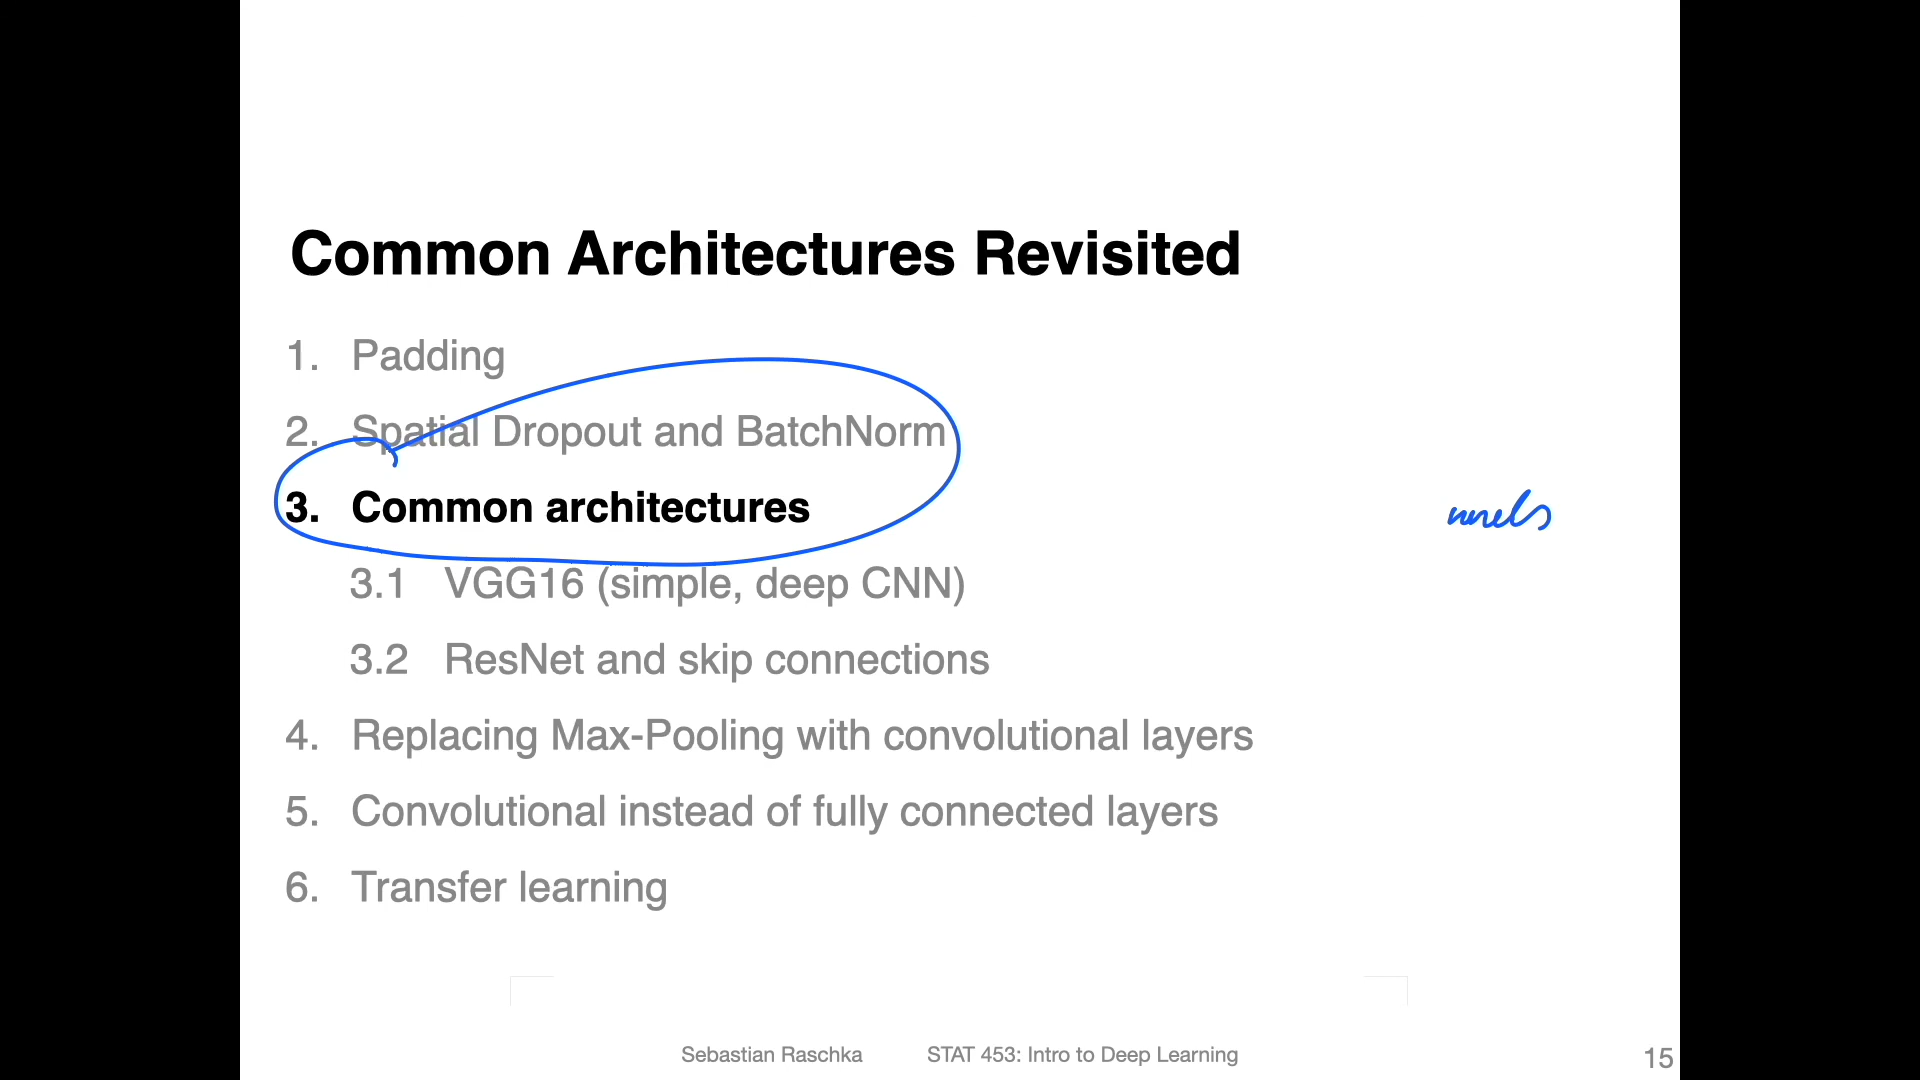 Common Architectures Revisited
1. Padding
2. Spatial Dropout and BatchNorm
3. Common architectures
3.1 VGG16 (simple, deep CNN)
3.2 ResNet and skip connections
4. Replacing Max-Pooling with convolutional layers
5. Convolutional instead of fully connected layers
6. Transfer learning
Sebastian Raschka STAT 453: Intro to Deep Learning 15